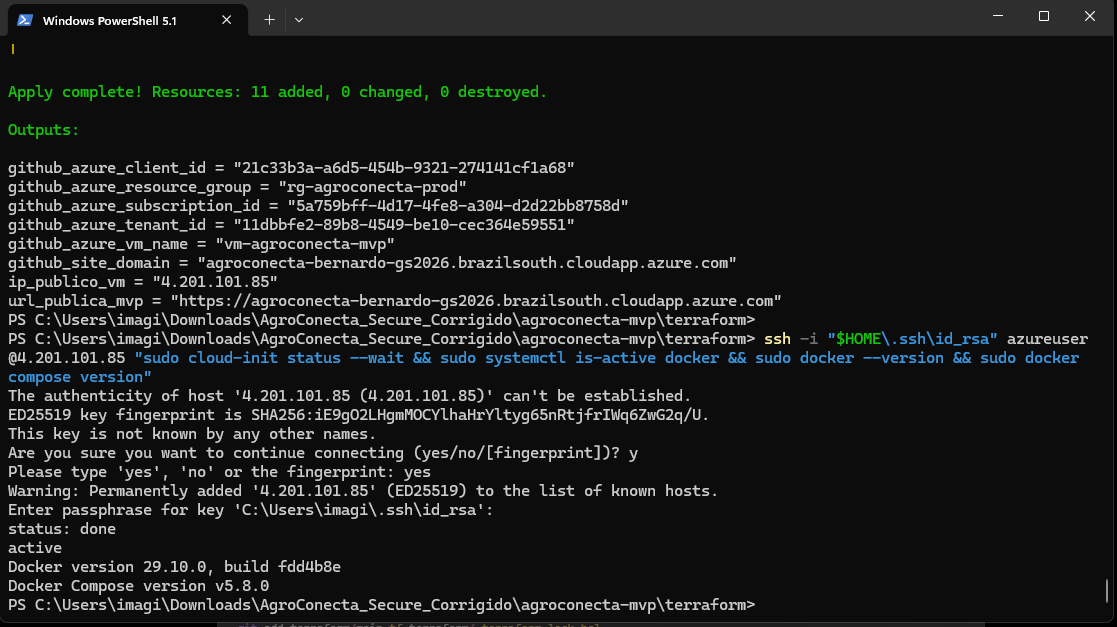 Windows PowerShell 5.1
Apply complete! Resources: 11 added, 0 changed, 0 destroyed.
Outputs:
github_azure_client_id = "21c33b3a-a6d5-454b-9321-274141cf1a68"
github_azure_resource_group = "rg-agroconecta-prod"
github_azure_subscription_id = "5a759bff-4d17-4fe8-a304-d2d22bb8758d"
github_azure_tenant_id = "11dbbfe2-89b8-4549-be10-cec364e59551"
github_azure_vm_name = "vm-agroconecta-mvp"
github_site_domain = "agroconecta-bernardo-gs2026.brazilsouth.cloudapp.azure.com"
ip_publico_vm = "4.201.101.85"
url_publica_mvp = "https://agroconecta-bernardo-gs2026.brazilsouth.cloudapp.azure.com"
PS C:\Users\imagi\Downloads\AgroConecta_Secure_Corrigido\agroconecta-mvp\terraform>
PS C:\Users\imagi\Downloads\AgroConecta_Secure_Corrigido\agroconecta-mvp\terraform> ssh -i "$HOME\.ssh\id_rsa" azureuser
@4.201.101.85 "sudo cloud-init status --wait && sudo systemctl is-active docker && sudo docker --version && sudo docker
compose version"
The authenticity of host '4.201.101.85 (4.201.101.85)' can't be established.
ED25519 key fingerprint is SHA256:iE9gO2LHgmMOCYlhaHrYltyg65nRtjfrIWq6ZwG2q/U.
This key is not known by any other names.
Are you sure you want to continue connecting (yes/no/[fingerprint])? y
Please type 'yes', 'no' or the fingerprint: yes
Warning: Permanently added '4.201.101.85' (ED25519) to the list of known hosts.
Enter passphrase for key 'C:\Users\imagi\.ssh\id_rsa':
status: done
active
Docker version 29.10.0, build fdd4b8e
Docker Compose version v5.8.0
PS C:\Users\imagi\Downloads\AgroConecta_Secure_Corrigido\agroconecta-mvp\terraform>